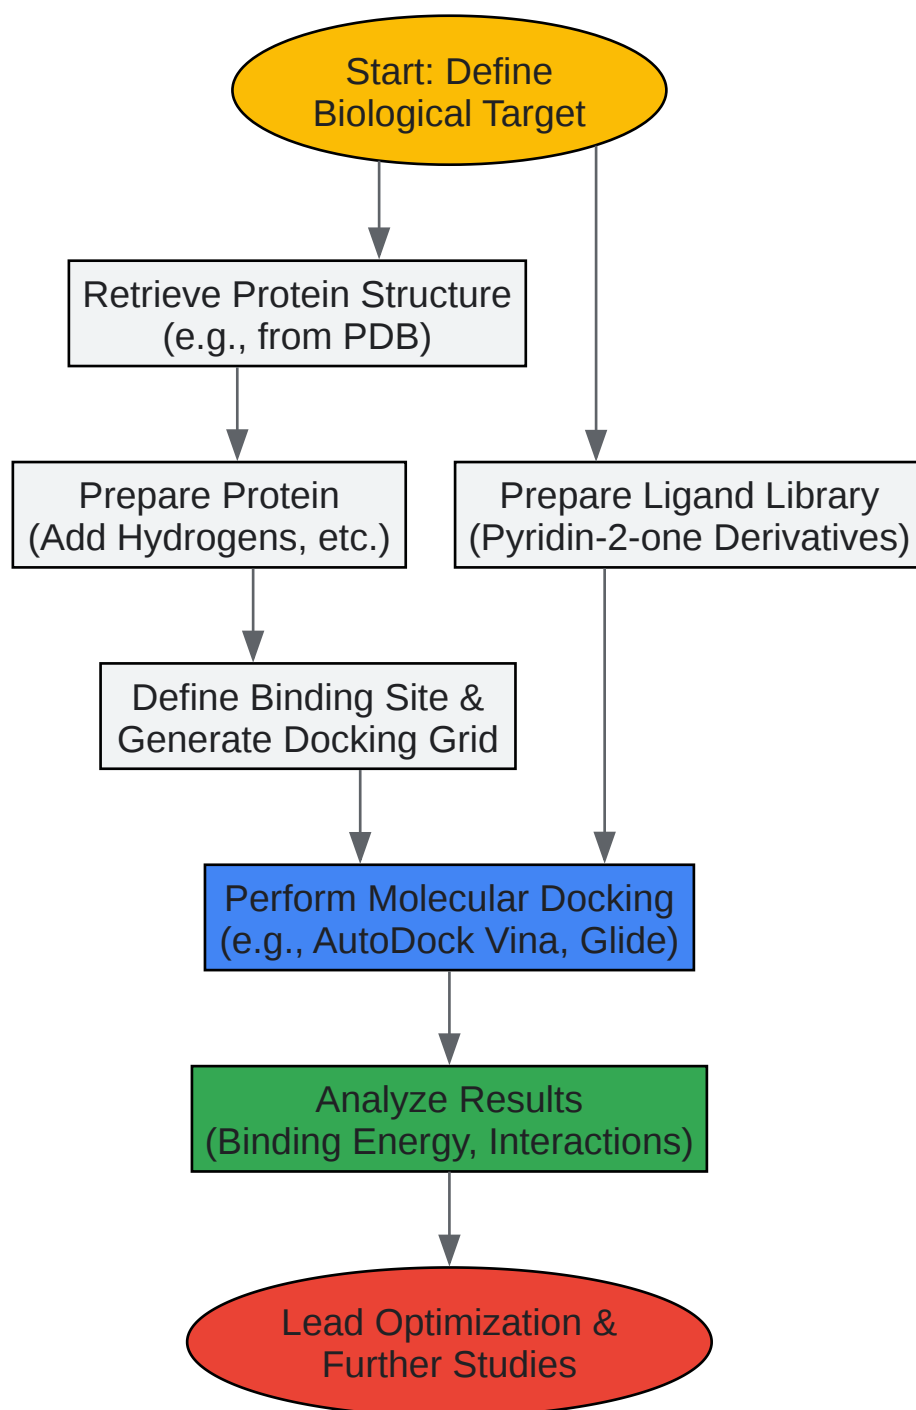 Start: Define
Biological Target
Retrieve Protein Structure
(e.g., from PDB)
Prepare Protein
(Add Hydrogens, etc.)
Prepare Ligand Library
(Pyridin-2-one Derivatives)
Define Binding Site &
Generate Docking Grid
Perform Molecular Docking
(e.g., AutoDock Vina, Glide)
Analyze Results
(Binding Energy, Interactions)
Lead Optimization &
Further Studies